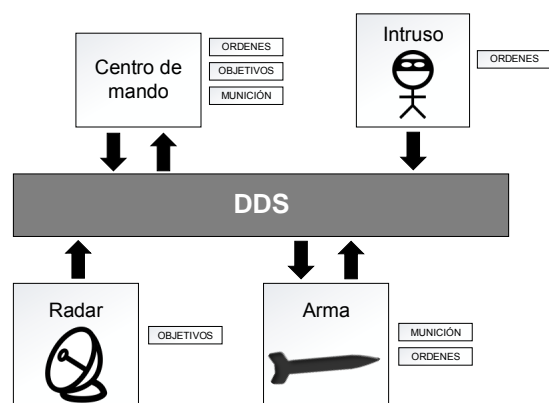 Centro de
mando
ORDENES
OBJETIVOS
MUNICIÓN
Intruso
ORDENES
DDS
Radar
OBJETIVOS
Arma
MUNICIÓN
ORDENES